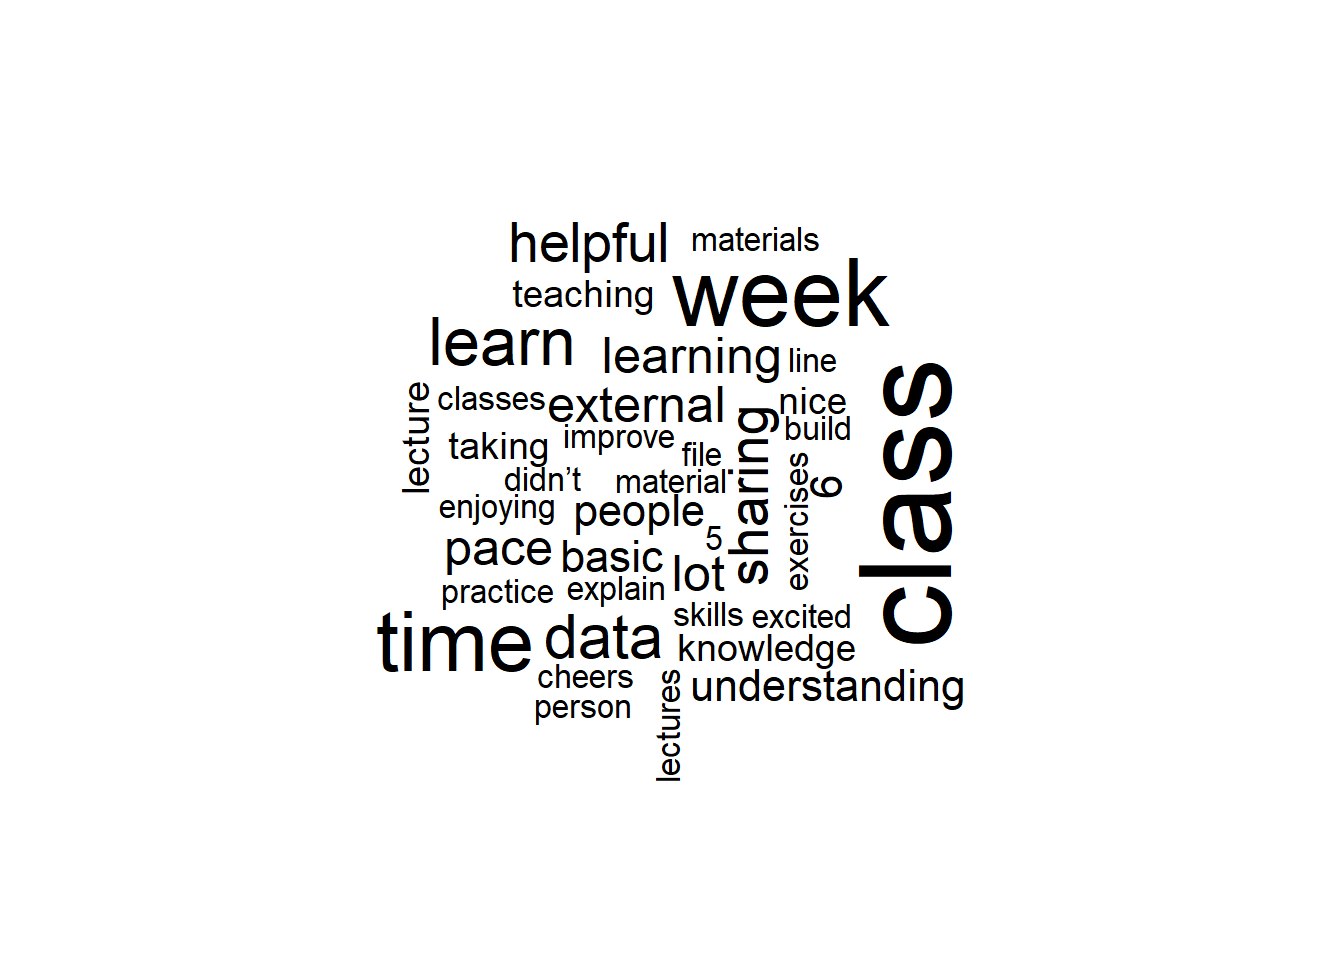 helpful materials
teaching week
learn learning line
lecture classes external nice
build
taking improve file
didn’t material sharing exercises 6 class
enjoying people
5
pace basic lot
practice explain
skills excited
time data knowledge
cheers understanding
person lectures